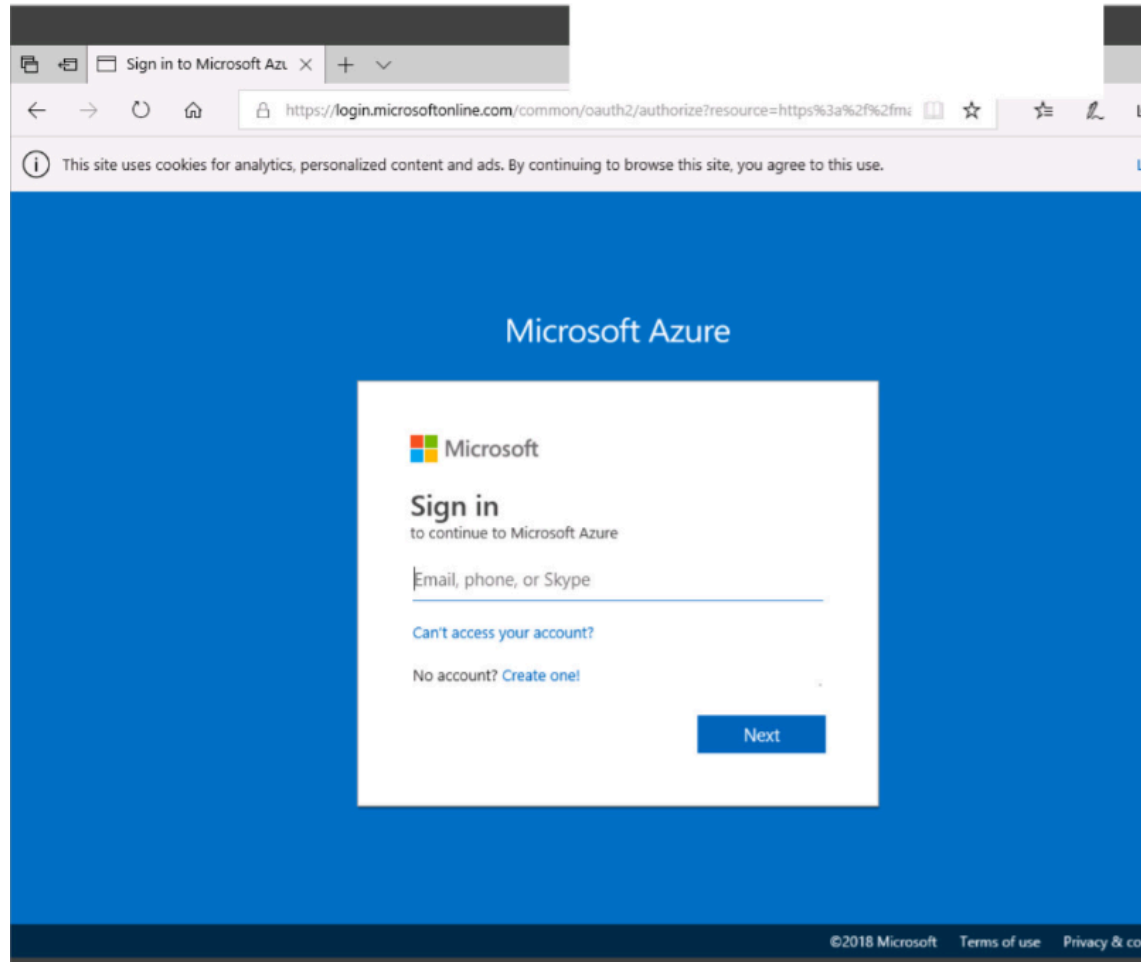 Sign in to Micros​oft Azu
https://login.microsoftonline.com/common/oauth2/authorize?resource=https%3a%2f%2fma
This site uses cookies for analytics, personalized content and ads. By continuing to browse this site, you agree to this use.
Microsoft Azure
Microsoft
Sign in
to continue to Microsoft Azure
Email, phone, or Skype
Can't access your account?
No account? Create one!
Next
©2018 Microsoft Terms of use Privacy & co